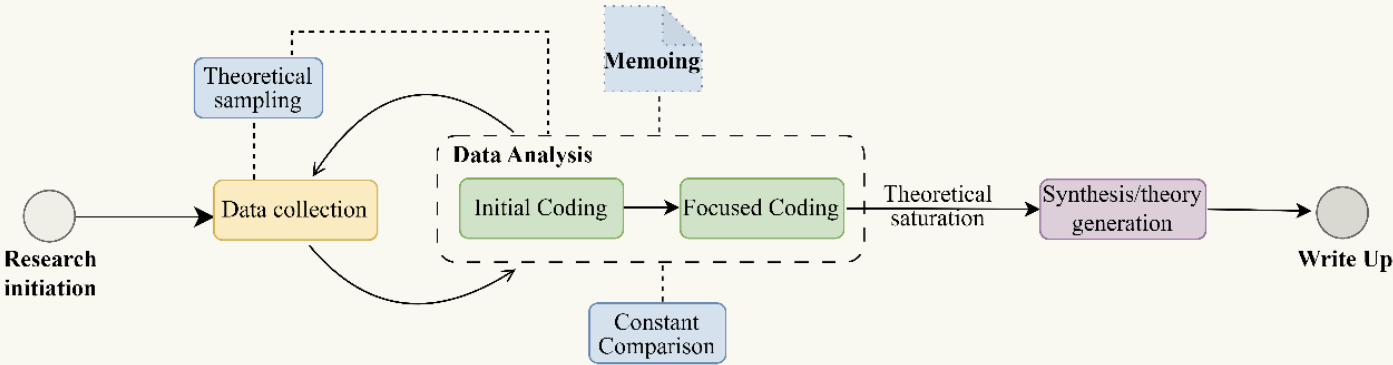 Theoretical
sampling
Memoing
Data Analysis
Research
initiation
Data collection
Initial Coding
Focused Coding
Theoretical
saturation
Synthesis/theory
generation
Write Up
Constant
Comparison